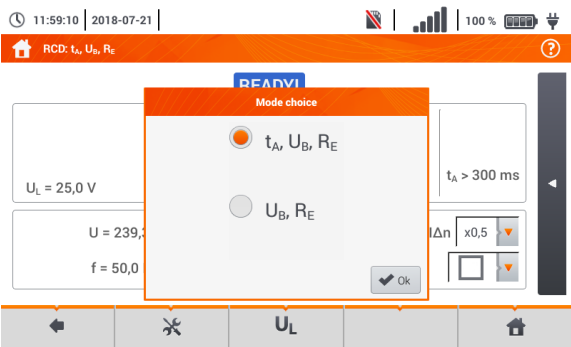 11:59:10 2018-07-21 100 %
RCD: tA, UB, RE ?
READY!
Mode choice
tA, UB, RE
tA > 300 ms
UL = 25,0 V
UB, RE
U = 239,
IΔn x0,5
f = 50,0
Ok
UL